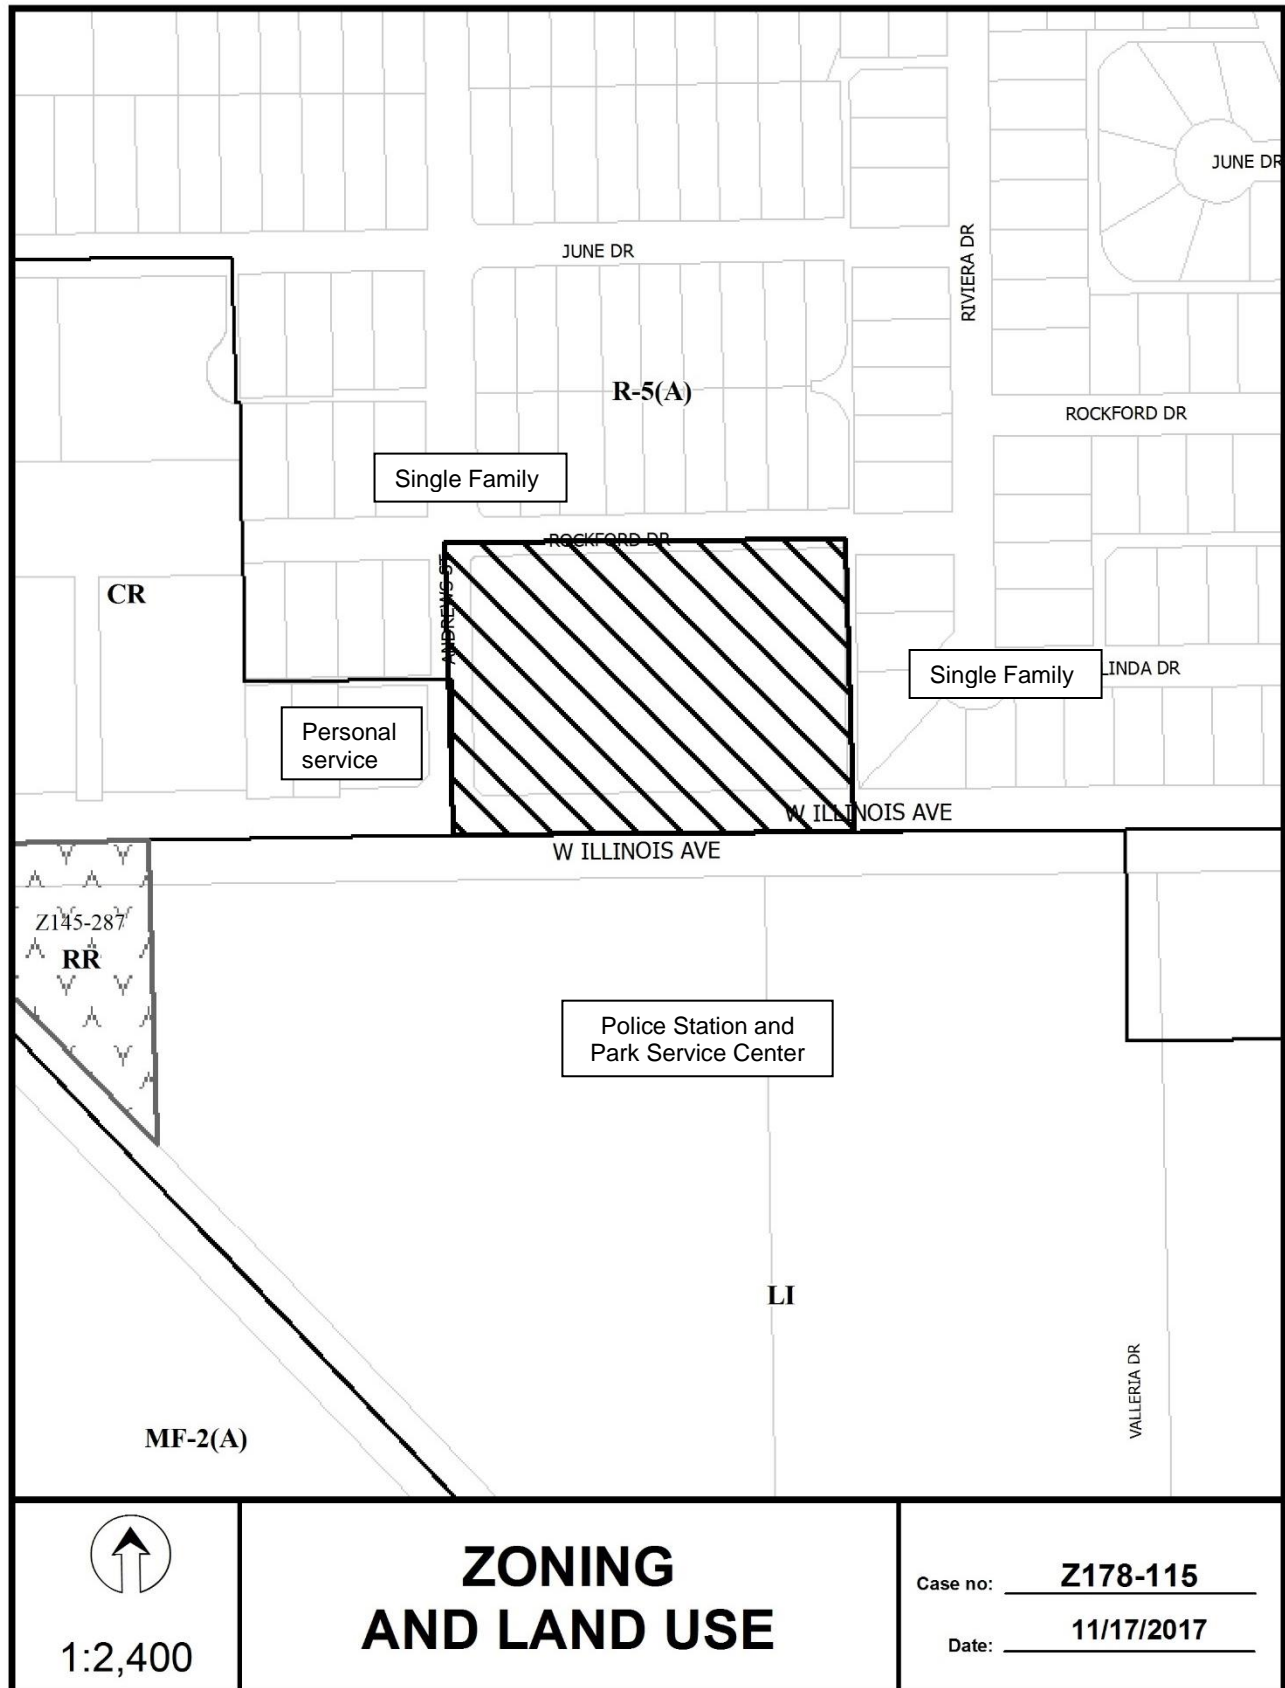 JUNE DR
RIVIERA DR
JUNE DR
R-5(A)
ROCKFORD DR
Single Family
ROCKFORD DR
ANDREWS ST
CR
Single Family
LINDA DR
Personal
service
W ILLINOIS AVE
W ILLINOIS AVE
Z145-287
RR
Police Station and
Park Service Center
LI
VALLERIA DR
MF-2(A)
1:2,400
ZONING
AND LAND USE
Case no: Z178-115
Date: 11/17/2017